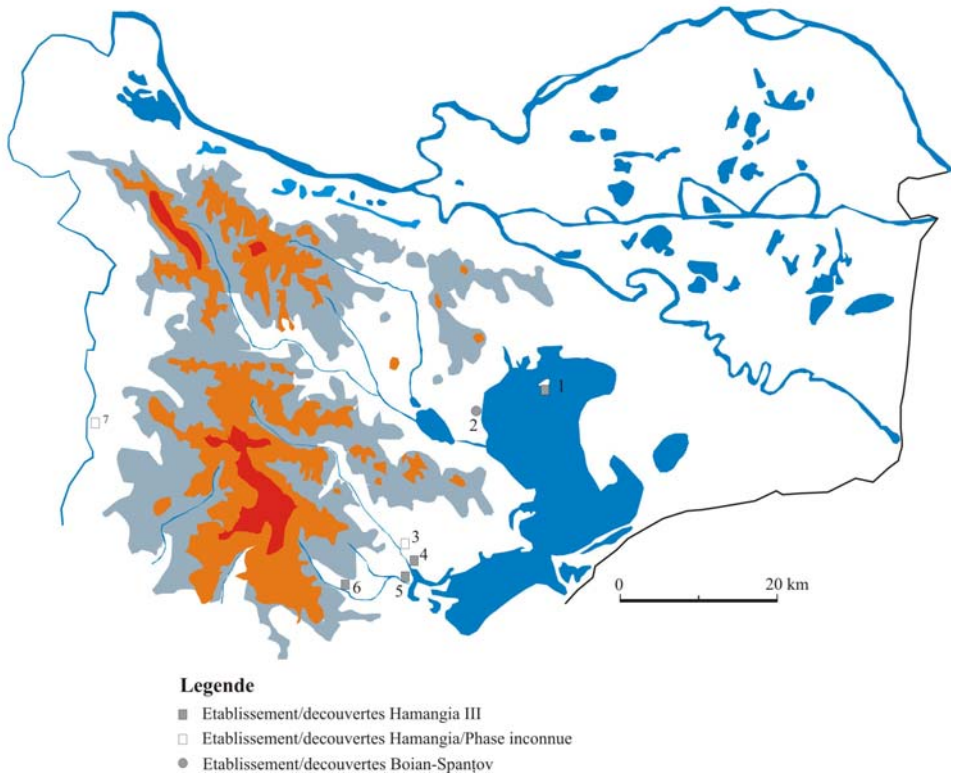 1
2
7
3
4
5
6
0 20 km
Legende
Etablissement/decouvertes Hamangia III
Etablissement/decouvertes Hamangia/Phase inconnue
Etablissement/decouvertes Boian-Spanțov